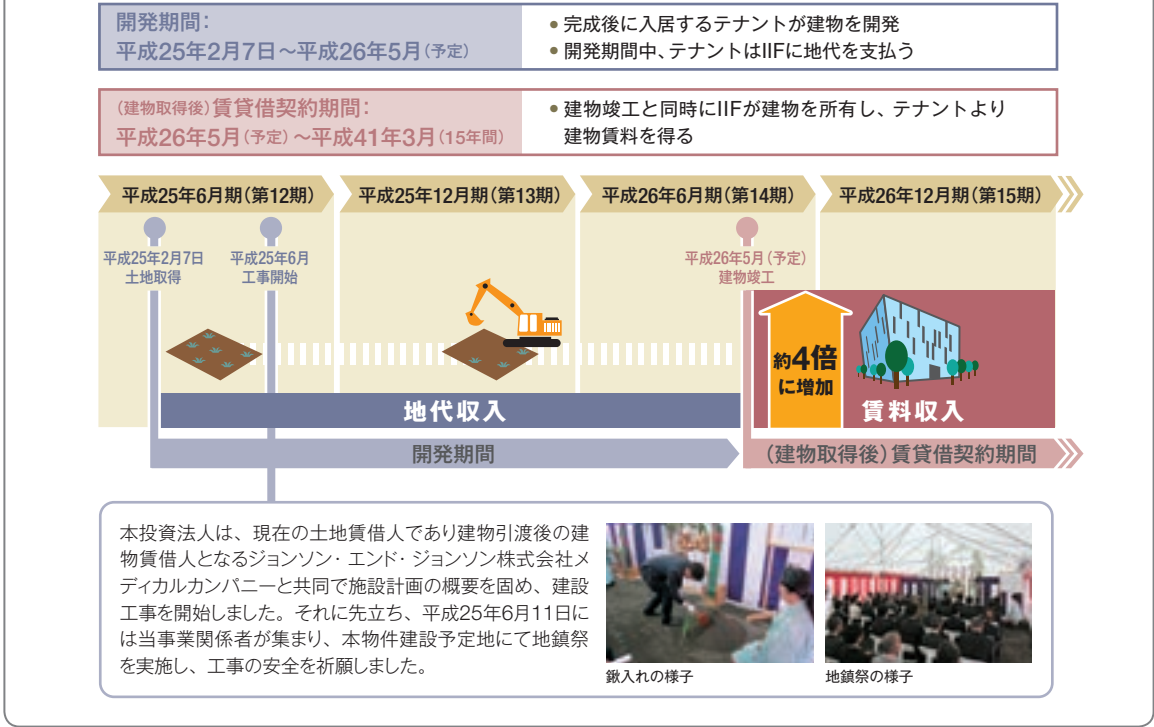 開発期間：
平成25年2月7日～平成26年5月(予定)
● 完成後に入居するテナントが建物を開発
● 開発期間中、テナントはIIFに地代を支払う
(建物取得後)賃貸借契約期間：
平成26年5月(予定)～平成41年3月(15年間)
● 建物竣工と同時にIIFが建物を所有し、テナントより
建物賃料を得る
平成25年6月期(第12期)
平成25年12月期(第13期)
平成26年6月期(第14期)
平成26年12月期(第15期)
平成25年2月7日
土地取得
平成25年6月
工事開始
平成26年5月(予定)
建物竣工
約4倍
に増加
地代収入
賃料収入
開発期間
(建物取得後)賃貸借契約期間
本投資法人は、現在の土地賃借人であり建物引渡後の建
物賃借人となるジョンソン・エンド・ジョンソン株式会社メ
ディカルカンパニーと共同で施設計画の概要を固め、建設
工事を開始しました。それに先立ち、平成25年6月11日に
は当事業関係者が集まり、本物件建設予定地にて地鎮祭
を実施し、工事の安全を祈願しました。
鍬入れの様子
地鎮祭の様子